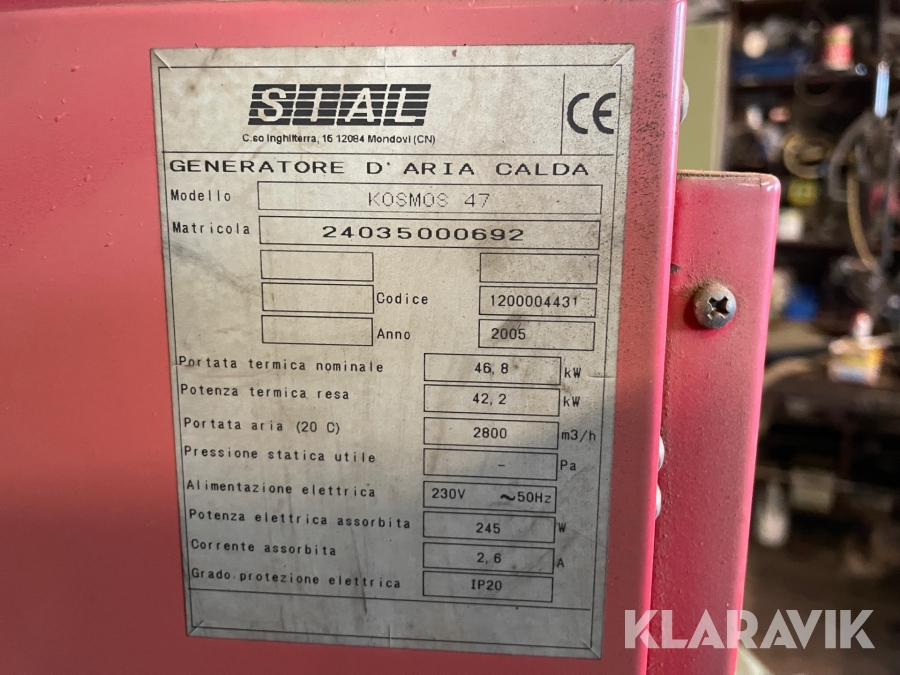 SIAL
CE
C.so Inghilterra, 15 12084 Mondovì (CN)
GENERATORE D'ARIA CALDA
Modello KOSMOS 47
Matricola 24035000692
Codice 1200004431
Anno 2005
Portata termica nominale 46,8 kW
Potenza termica resa 42,2 kW
Portata aria (20 C) 2800 m3/h
Pressione statica utile - Pa
Alimentazione elettrica 230V ~50Hz
Potenza elettrica assorbita 245 W
Corrente assorbita 2,6 A
Grado protezione elettrica IP20
KLARAVIK